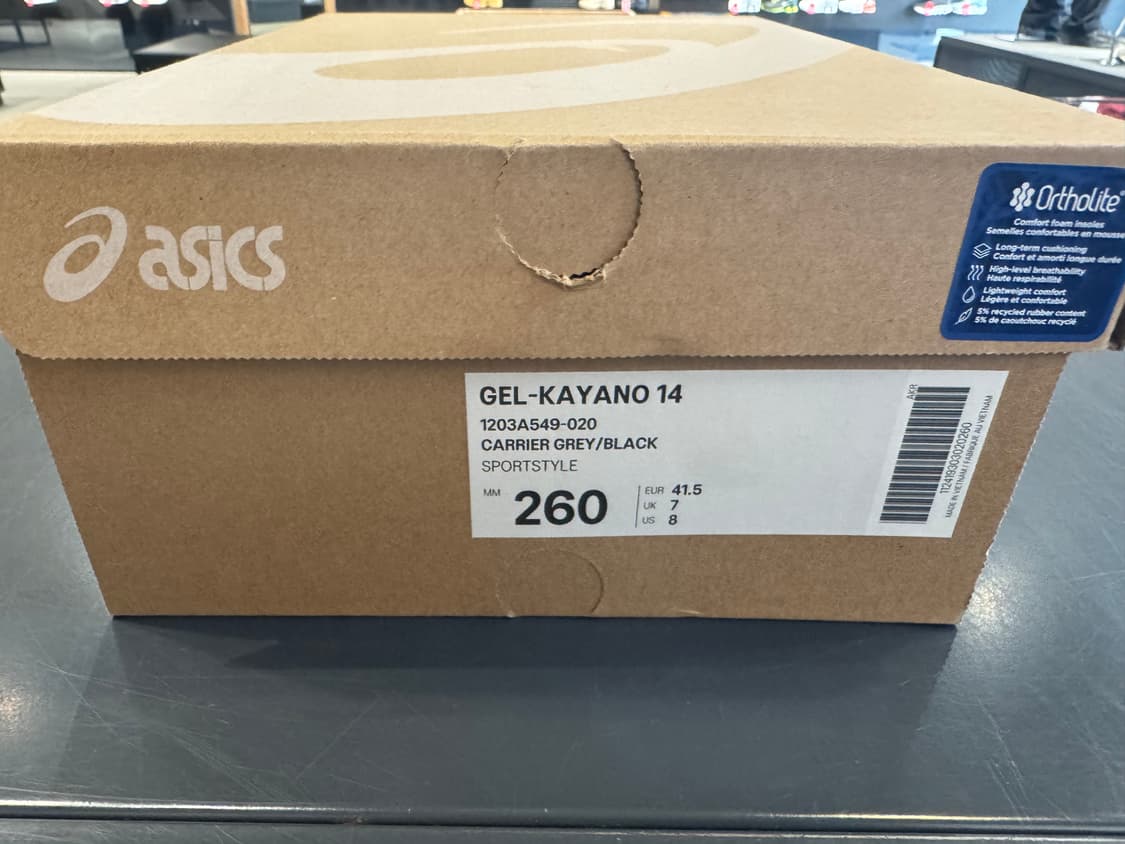 asics
Ortholite®
Comfort foam insoles
Semelles confortables en mousse
Long-term cushioning
Confort et amorti longue durée
High-level breathability
Haute respirabilité
Lightweight comfort
Légère et confortable
5% recycled rubber content
5% de caoutchouc recyclé
GEL-KAYANO 14
1203A549-020
CARRIER GREY/BLACK
SPORTSTYLE
MM 260
EUR 41.5
UK 7
US 8
AKR
112419303020260
MADE IN VIETNAM / FABRIQUE AU VIETNAM